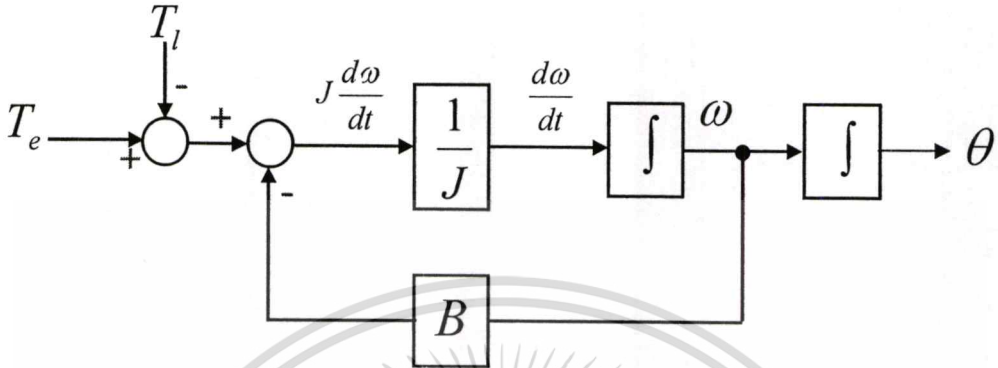 T_l
-
J dω/dt
dω/dt
T_e
+
+
1/J
∫
ω
∫
θ
-
B